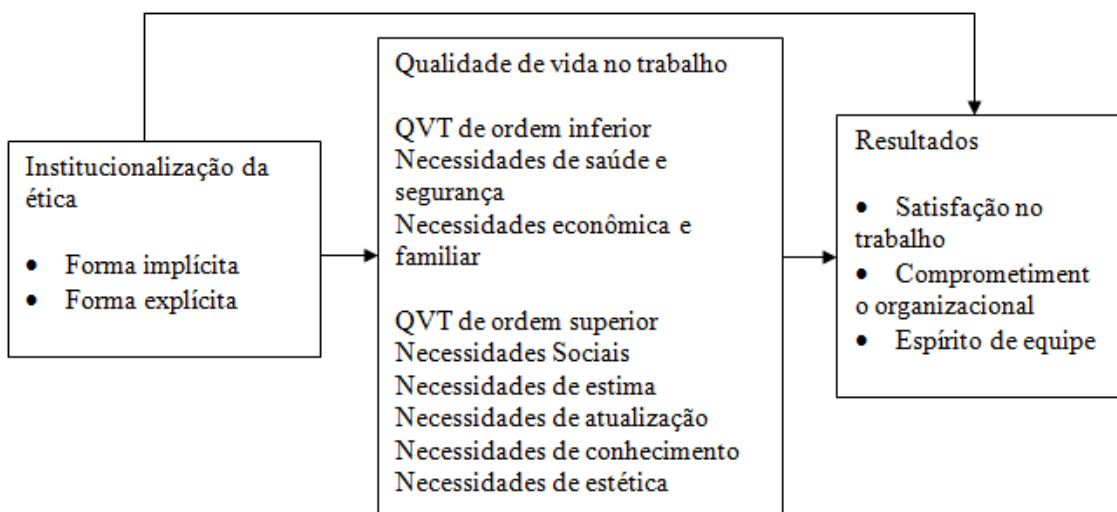 Institucionalização da
ética
• Forma implícita
• Forma explícita
Qualidade de vida no trabalho
QVT de ordem inferior
Necessidades de saúde e
segurança
Necessidades econômica e
familiar
QVT de ordem superior
Necessidades Sociais
Necessidades de estima
Necessidades de atualização
Necessidades de conhecimento
Necessidades de estética
Resultados
• Satisfação no
trabalho
• Comprometiment
o organizacional
• Espírito de equipe